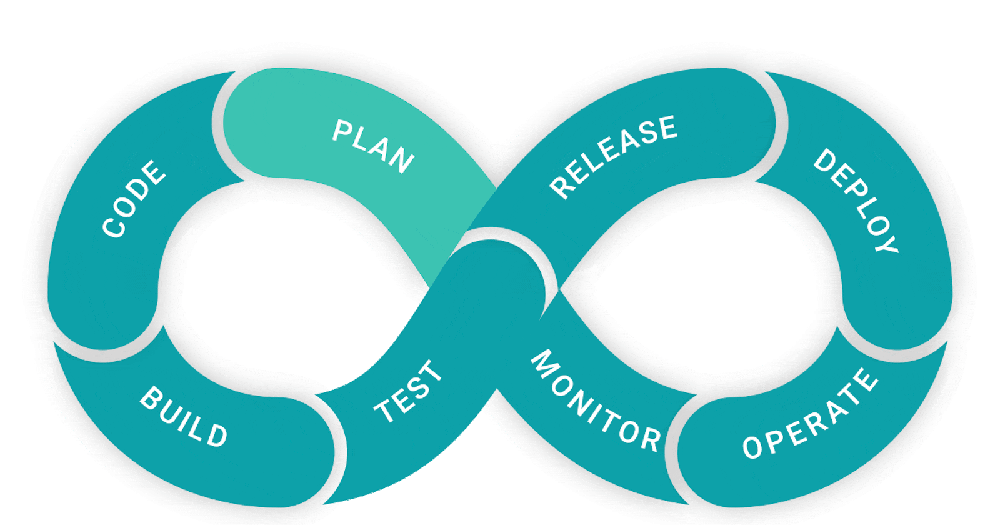 PLAN
CODE
BUILD
TEST
RELEASE
DEPLOY
OPERATE
MONITOR